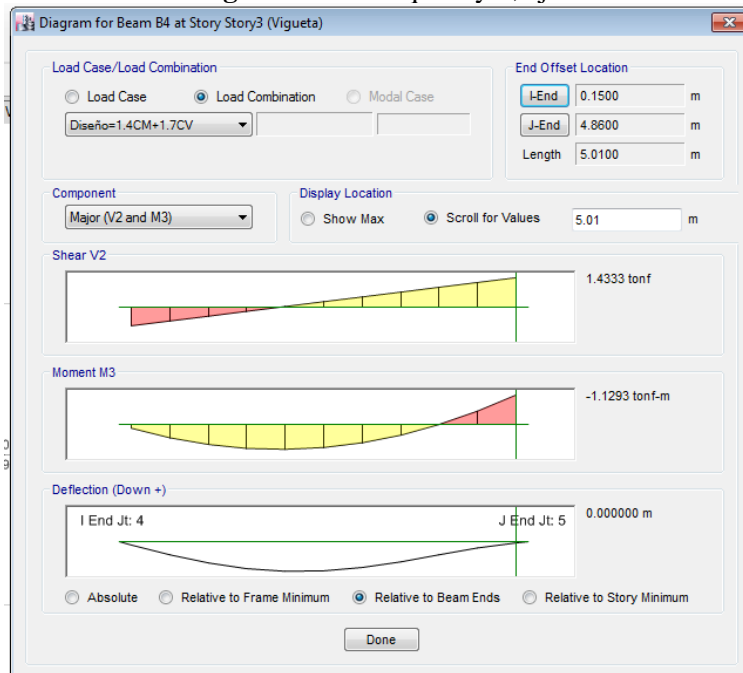 Diagram for Beam B4 at Story Story3 (Vigueta)
Load Case/Load Combination
Load Case Load Combination Modal Case
Diseño=1.4CM+1.7CV
End Offset Location
I-End 0.1500 m
J-End 4.8600 m
Length 5.0100 m
Component
Major (V2 and M3)
Display Location
Show Max Scroll for Values 5.01 m
Shear V2
1.4333 tonf
Moment M3
-1.1293 tonf-m
Deflection (Down +)
I End Jt: 4 J End Jt: 5 0.000000 m
Absolute Relative to Frame Minimum Relative to Beam Ends Relative to Story Minimum
Done